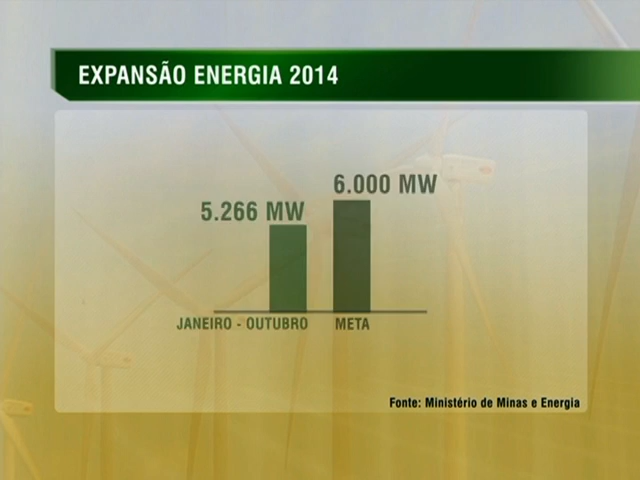 EXPANSÃO ENERGIA 2014
6.000 MW
5.266 MW
JANEIRO - OUTUBRO
META
Fonte: Ministério de Minas e Energia